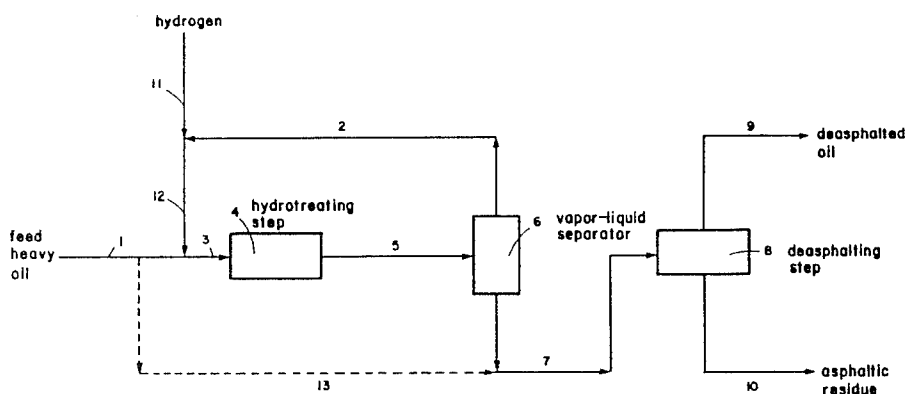 hydrogen
11
2
9
deasphalted
oil
12
4
hydrotreating
step
6
vapor-liquid
separator
feed
heavy
oil
1
3
5
8
deasphalting
step
7
13
10
asphaltic
residue